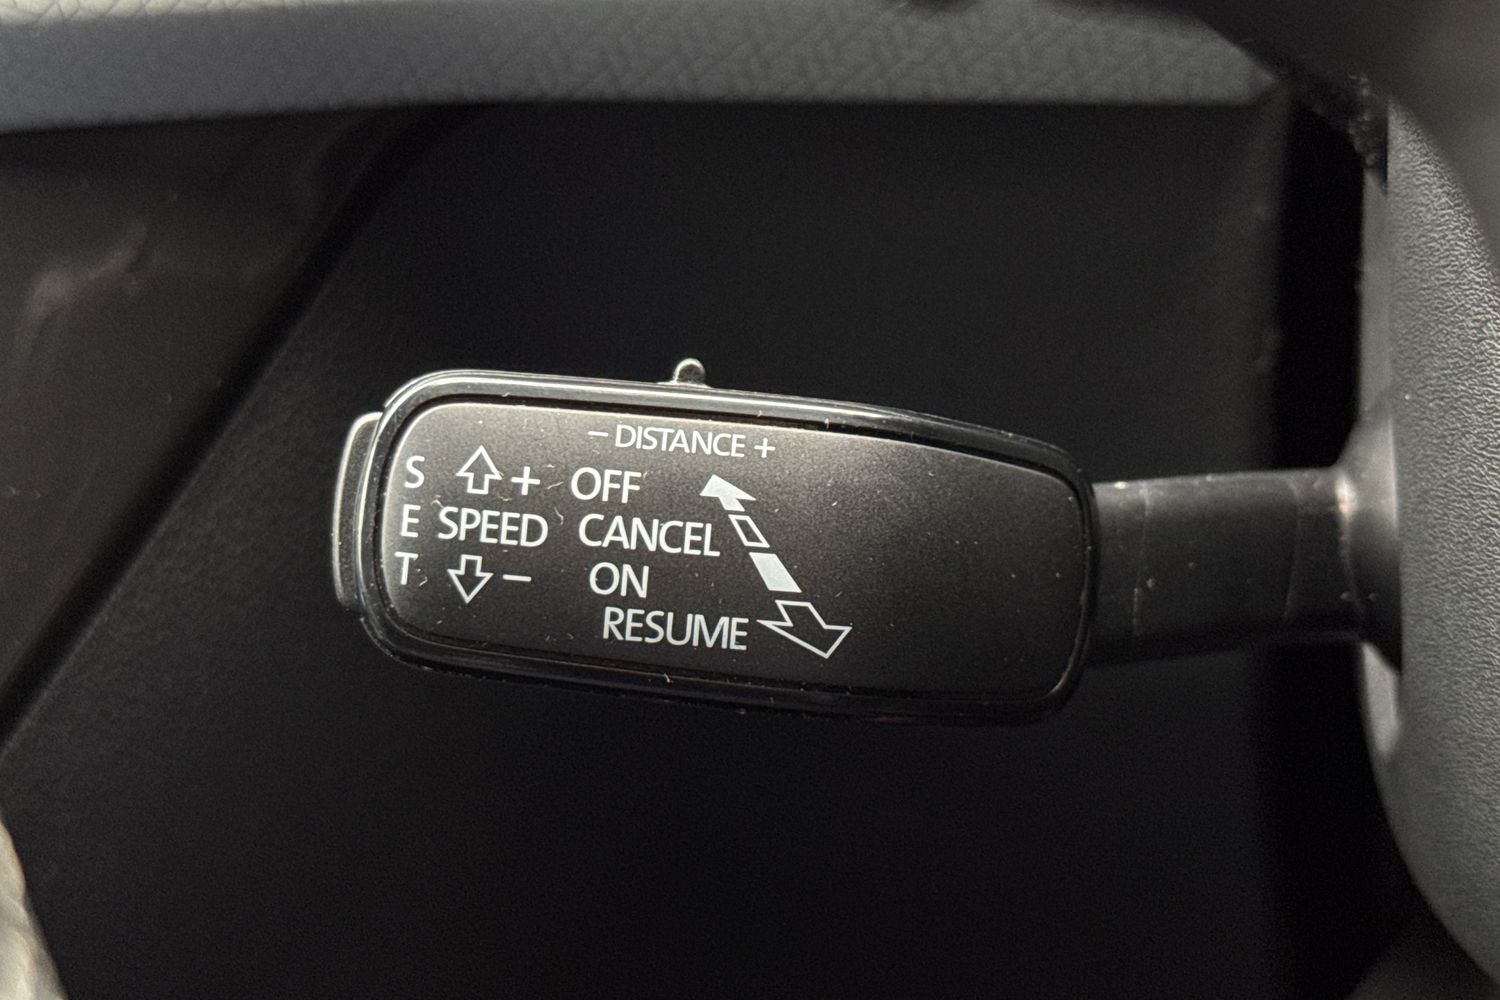 − DISTANCE +
S + OFF
E SPEED CANCEL
T − ON
RESUME